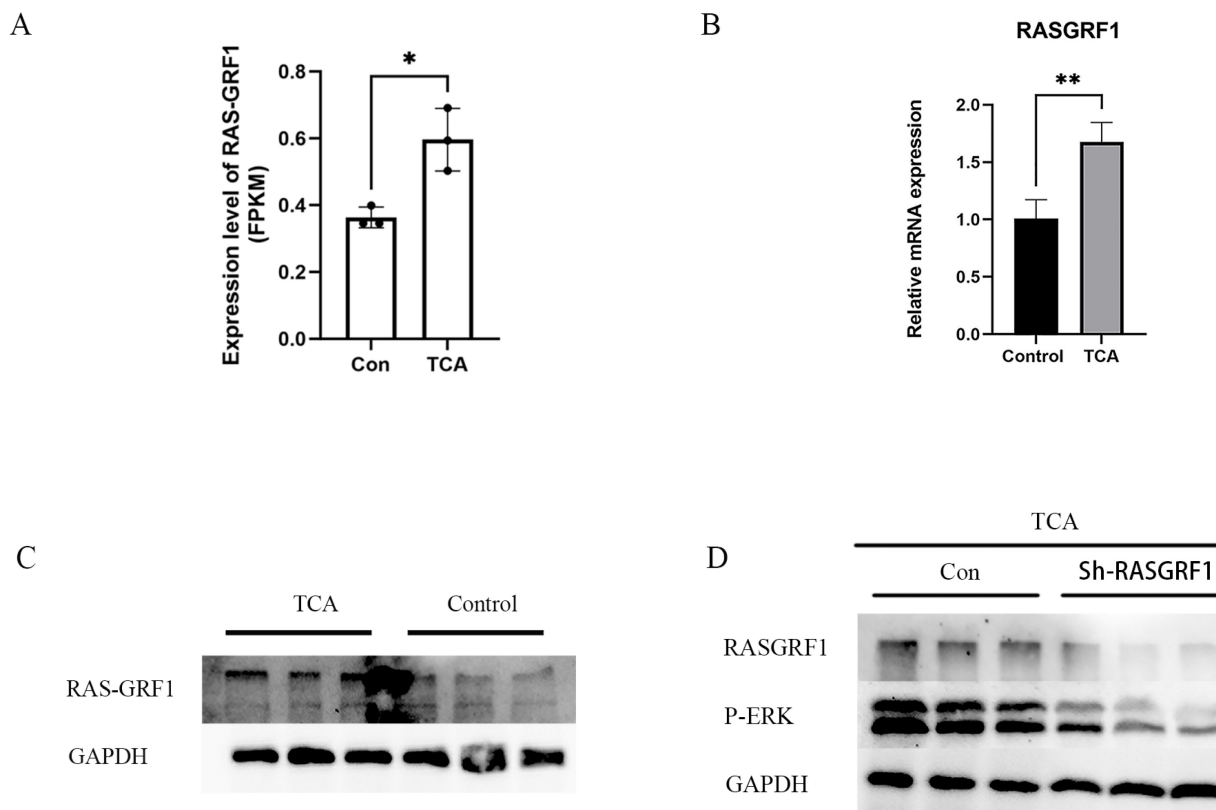 A
Expression level of RAS-GRF1
(FPKM)
0.8
0.6
0.4
0.2
0.0
*
Con
TCA
B
RASGRF1
Relative mRNA expression
2.0
1.5
1.0
0.5
0.0
**
Control
TCA
C
TCA
Control
RAS-GRF1
GAPDH
D
TCA
Con
Sh-RASGRF1
RASGRF1
P-ERK
GAPDH